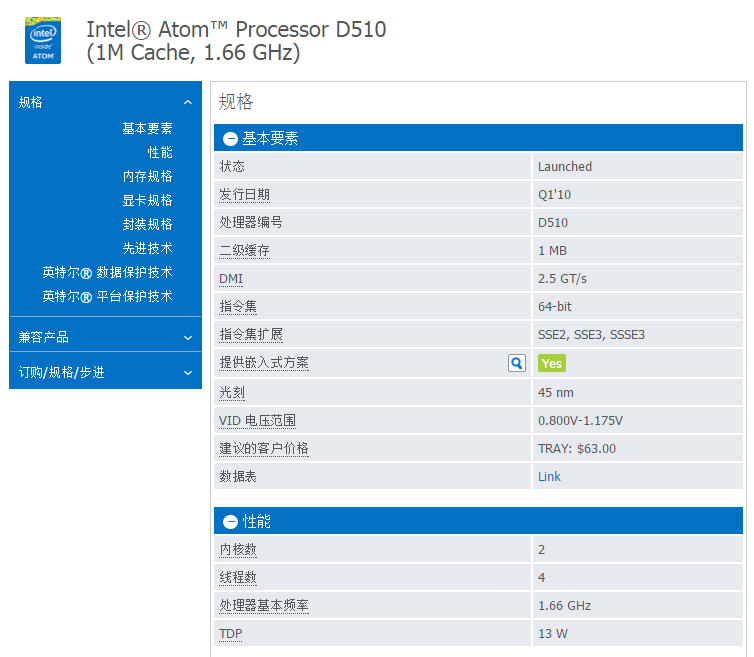 intel
inside™
ATOM
Intel® Atom™ Processor D510
(1M Cache, 1.66 GHz)
规格
基本要素
性能
内存规格
显卡规格
封装规格
先进技术
英特尔® 数据保护技术
英特尔® 平台保护技术
兼容产品
订购/规格/步进
规格
基本要素
状态 Launched
发行日期 Q1'10
处理器编号 D510
二级缓存 1 MB
DMI 2.5 GT/s
指令集 64-bit
指令集扩展 SSE2, SSE3, SSSE3
提供嵌入式方案 Yes
光刻 45 nm
VID 电压范围 0.800V-1.175V
建议的客户价格 TRAY: $63.00
数据表 Link
性能
内核数 2
线程数 4
处理器基本频率 1.66 GHz
TDP 13 W